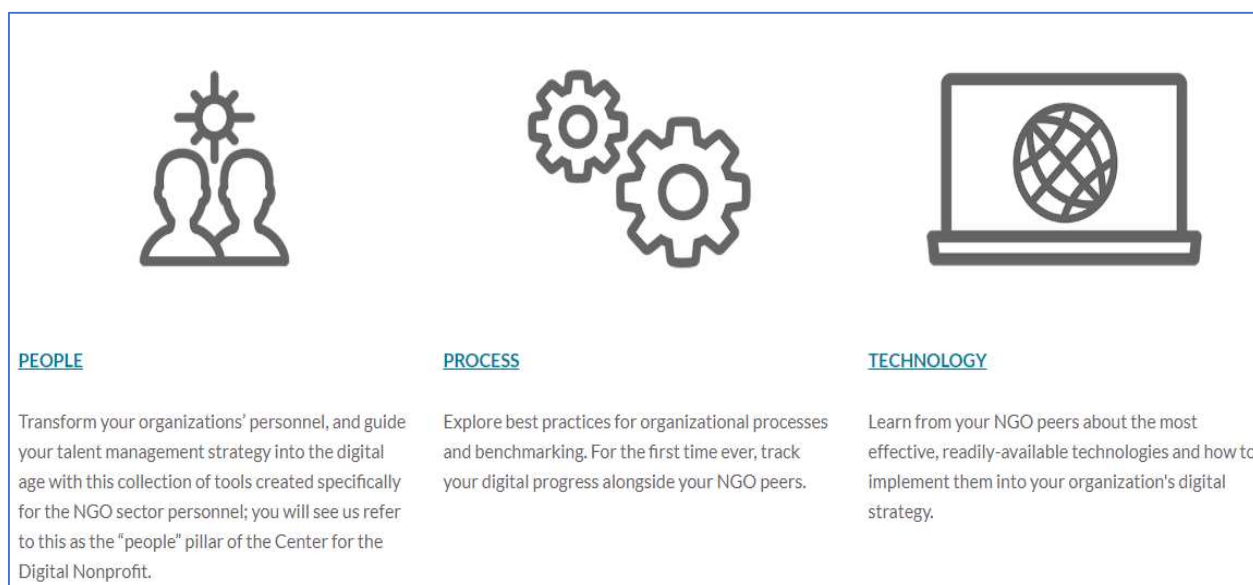 PEOPLE
Transform your organizations’ personnel, and guide
your talent management strategy into the digital
age with this collection of tools created specifically
for the NGO sector personnel; you will see us refer
to this as the “people” pillar of the Center for the
Digital Nonprofit.
PROCESS
Explore best practices for organizational processes
and benchmarking. For the first time ever, track
your digital progress alongside your NGO peers.
TECHNOLOGY
Learn from your NGO peers about the most
effective, readily-available technologies and how to
implement them into your organization's digital
strategy.